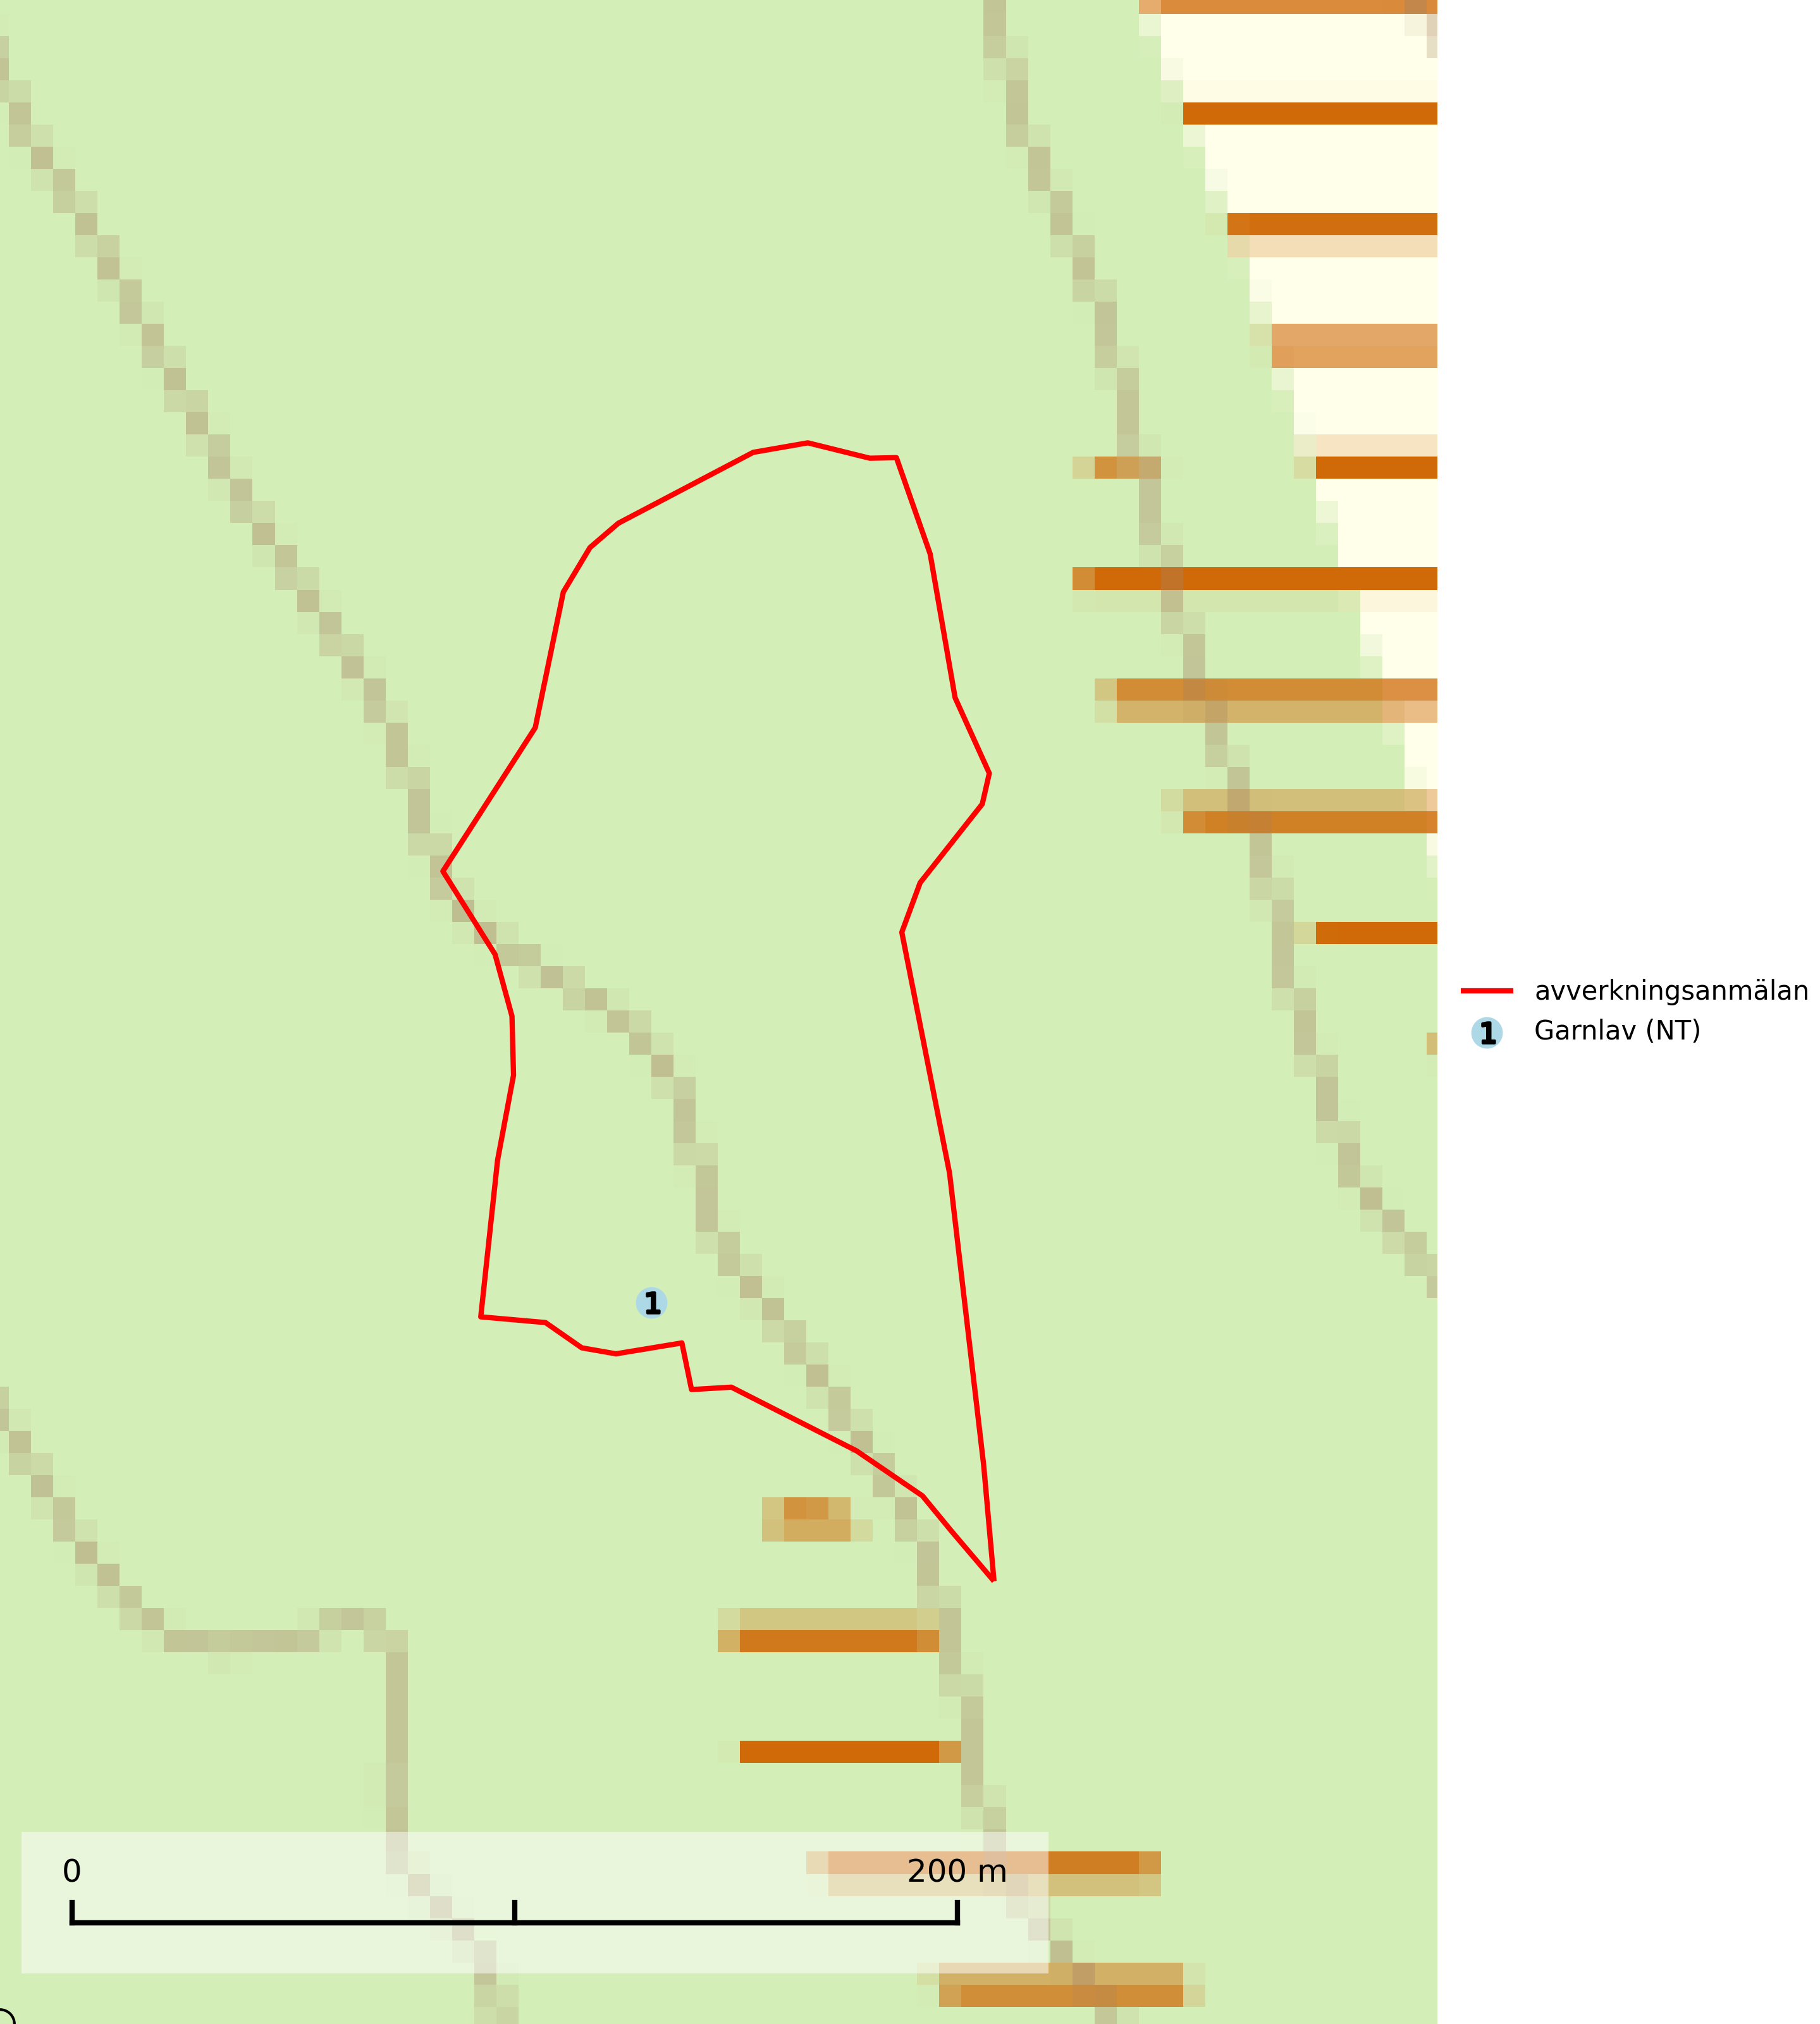 avverkningsanmälan
1 Garnlav (NT)
1
0 200 m